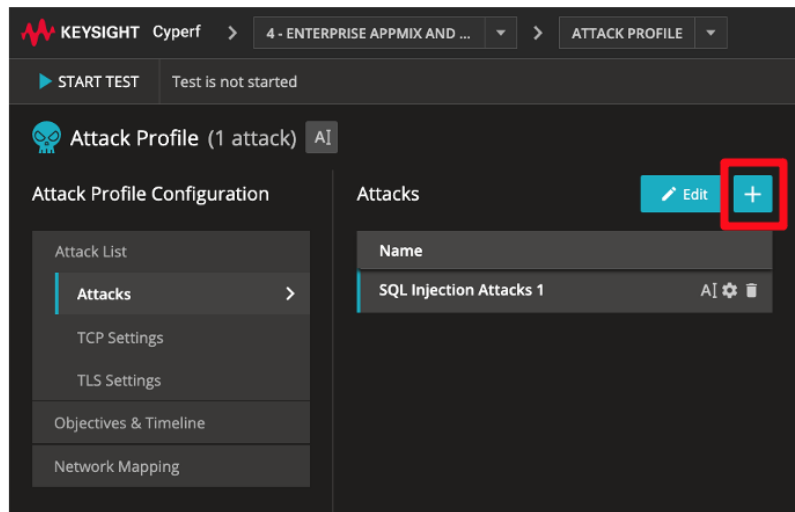 KEYSIGHT Cyperf > 4 - ENTERPRISE APPMIX AND ... > ATTACK PROFILE
START TEST Test is not started
Attack Profile (1 attack) A
Attack Profile Configuration
Attack List
Attacks
TCP Settings
TLS Settings
Objectives & Timeline
Network Mapping
Attacks Edit +
Name
SQL Injection Attacks 1 A